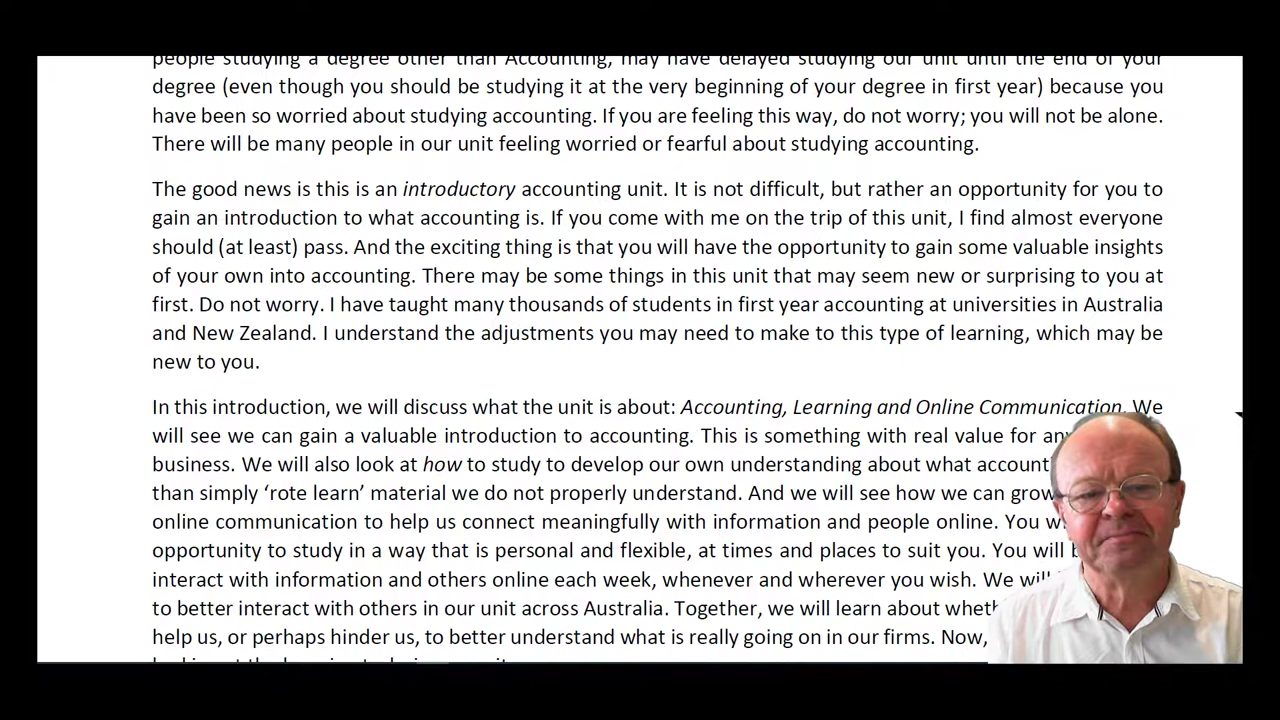 people studying a degree other than Accounting, may have delayed studying our unit until the end of your
degree (even though you should be studying it at the very beginning of your degree in first year) because you
have been so worried about studying accounting. If you are feeling this way, do not worry; you will not be alone.
There will be many people in our unit feeling worried or fearful about studying accounting.
The good news is this is an introductory accounting unit. It is not difficult, but rather an opportunity for you to
gain an introduction to what accounting is. If you come with me on the trip of this unit, I find almost everyone
should (at least) pass. And the exciting thing is that you will have the opportunity to gain some valuable insights
of your own into accounting. There may be some things in this unit that may seem new or surprising to you at
first. Do not worry. I have taught many thousands of students in first year accounting at universities in Australia
and New Zealand. I understand the adjustments you may need to make to this type of learning, which may be
new to you.
In this introduction, we will discuss what the unit is about: Accounting, Learning and Online Communication. We
will see we can gain a valuable introduction to accounting. This is something with real value for
business. We will also look at how to study to develop our own understanding about what
than simply ‘rote learn’ material we do not properly understand. And we will see how we can grow
online communication to help us connect meaningfully with information and people online. You
opportunity to study in a way that is personal and flexible, at times and places to suit you. You will
interact with information and others online each week, whenever and wherever you wish. We will
to better interact with others in our unit across Australia. Together, we will learn about
help us, or perhaps hinder us, to better understand what is really going on in our firms. Now,